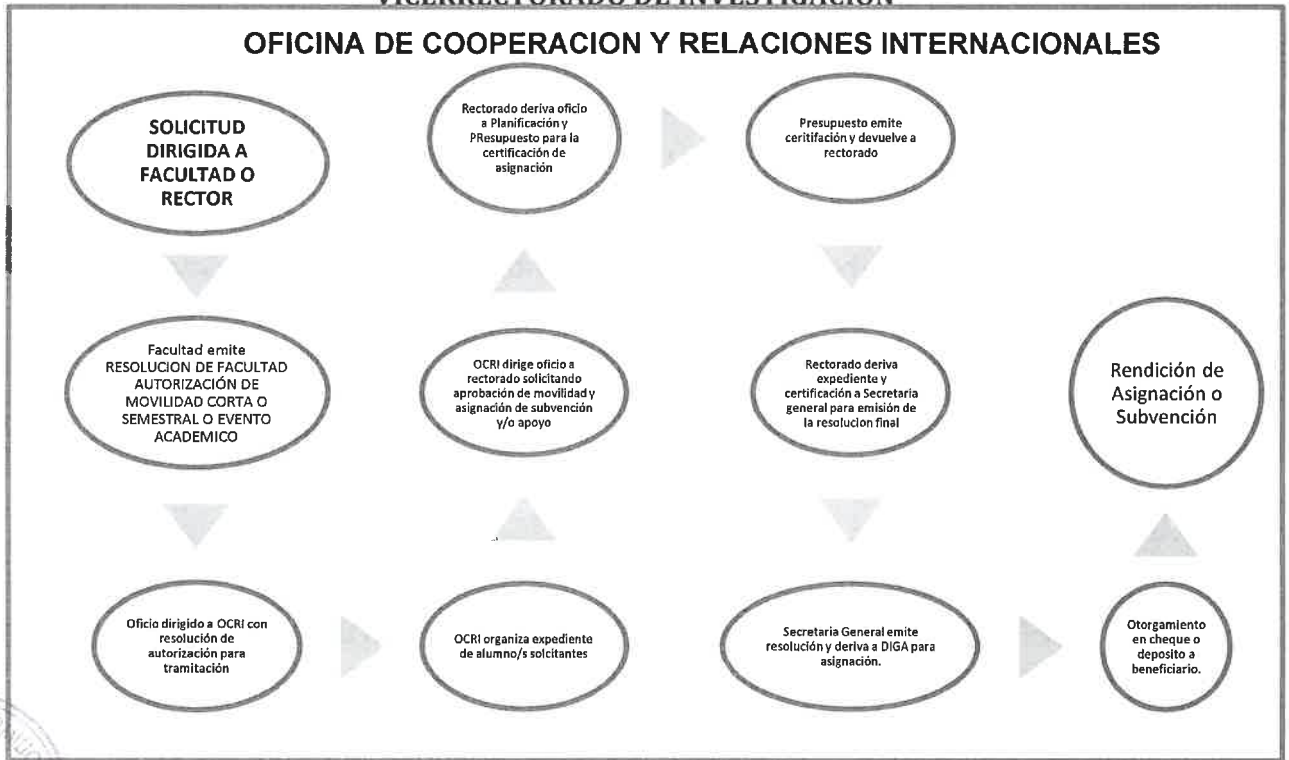 VICERRECTORADO DE INVESTIGACIÓN
OFICINA DE COOPERACION Y RELACIONES INTERNACIONALES
SOLICITUD
DIRIGIDA A
FACULTAD O
RECTOR
Facultad emite
RESOLUCION DE FACULTAD
AUTORIZACIÓN DE
MOVILIDAD CORTA O
SEMESTRAL O EVENTO
ACADEMICO
Oficio dirigido a OCRI con
resolución de
autorización para
tramitación
OCRI organiza expediente
de alumno/s solcitantes
OCRI dirige oficio a
rectorado solicitando
aprobación de movilidad y
asignación de subvención
y/o apoyo
Rectorado deriva oficio
a Planificación y
PResupuesto para la
certificación de
asignación
Presupuesto emite
ceritifación y devuelve a
rectorado
Rectorado deriva
expediente y
certificación a Secretaria
general para emisión de
la resolucion final
Secretaria General emite
resolución y deriva a DIGA para
asignación.
Otorgamiento
en cheque o
deposito a
beneficiario.
Rendición de
Asignación o
Subvención